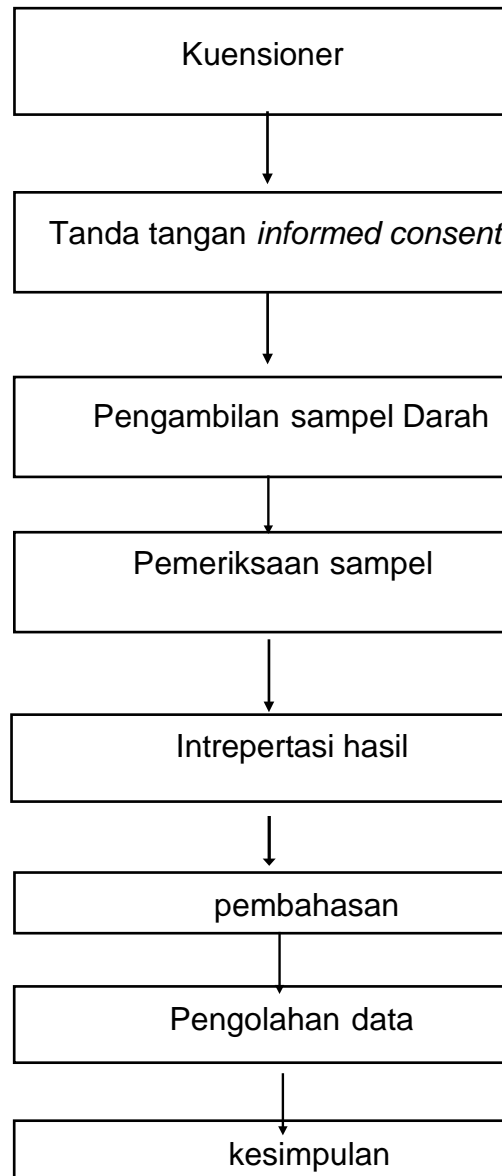 Kuensioner
Tanda tangan informed consent
Pengambilan sampel Darah
Pemeriksaan sampel
Intrepertasi hasil
pembahasan
Pengolahan data
kesimpulan